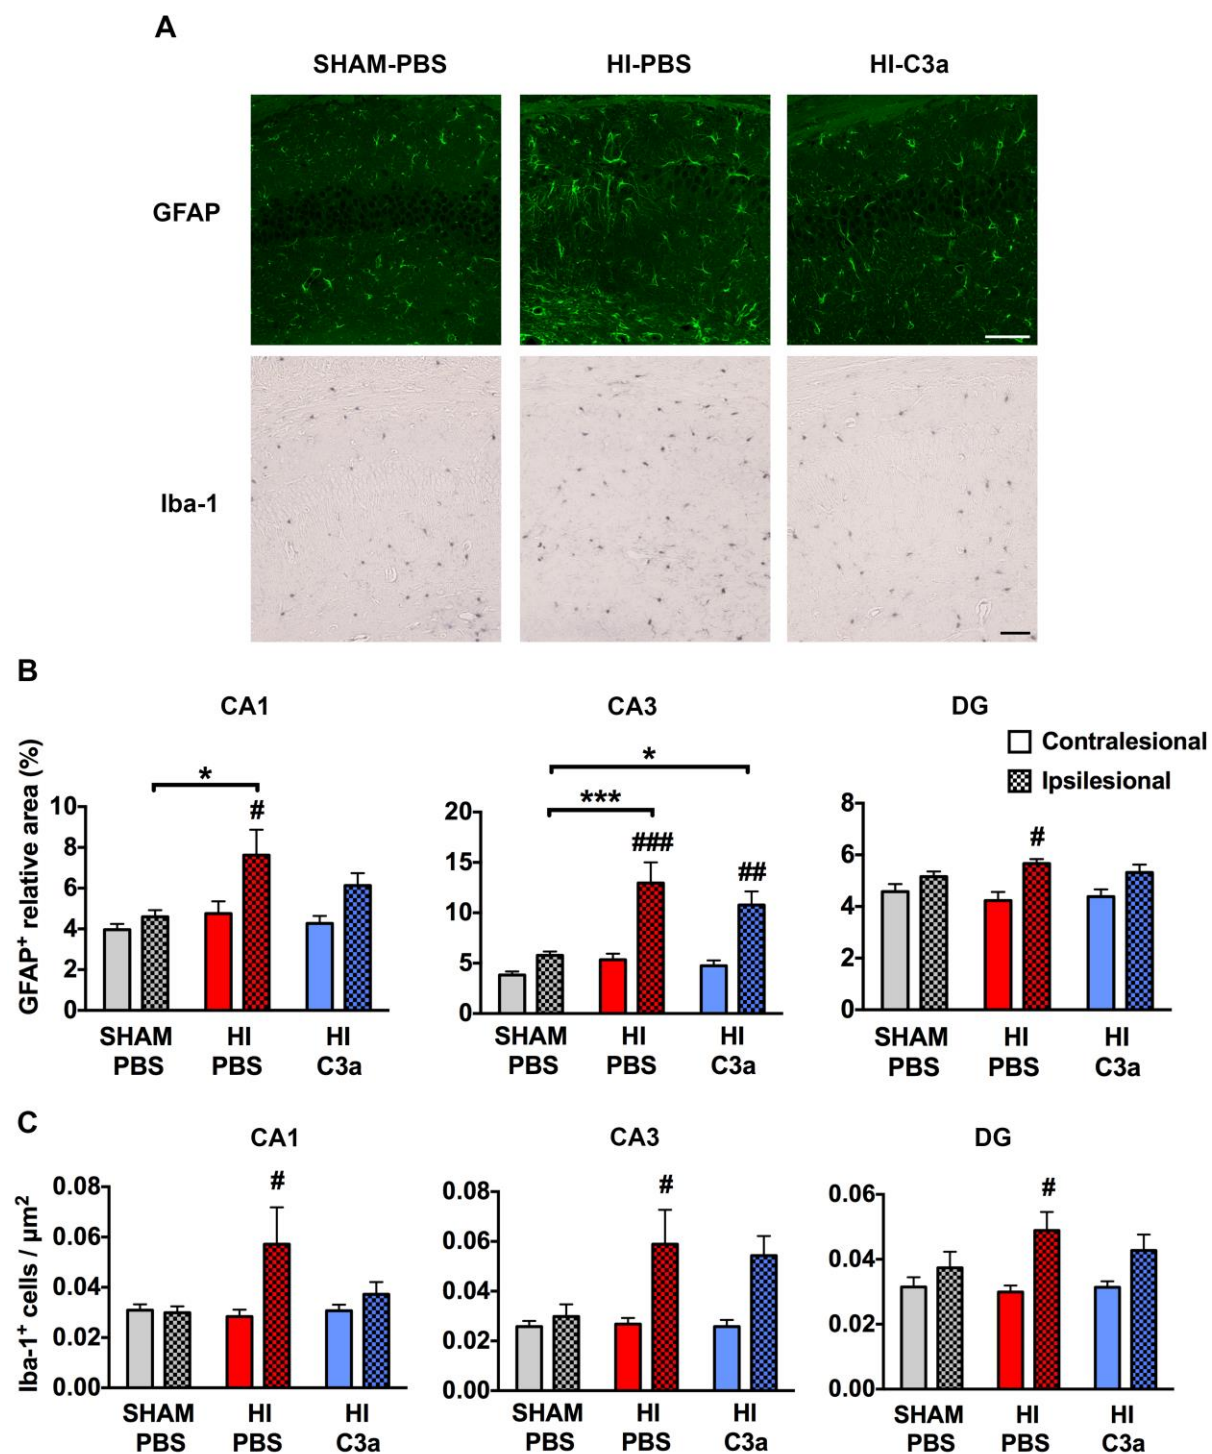 A
SHAM-PBS HI-PBS HI-C3a
GFAP
Iba-1
B
CA1 CA3 DG
Contralesional
Ipsilesional
GFAP⁺ relative area (%)
10
8
6
4
2
0
*
#
SHAM HI HI
PBS PBS C3a
20
15
10
5
0
*
***
###
##
SHAM HI HI
PBS PBS C3a
8
6
4
2
0
#
SHAM HI HI
PBS PBS C3a
C
CA1 CA3 DG
Iba-1⁺ cells / µm²
0.08
0.06
0.04
0.02
0.00
#
SHAM HI HI
PBS PBS C3a
0.08
0.06
0.04
0.02
0.00
#
SHAM HI HI
PBS PBS C3a
0.06
0.04
0.02
0.00
#
SHAM HI HI
PBS PBS C3a